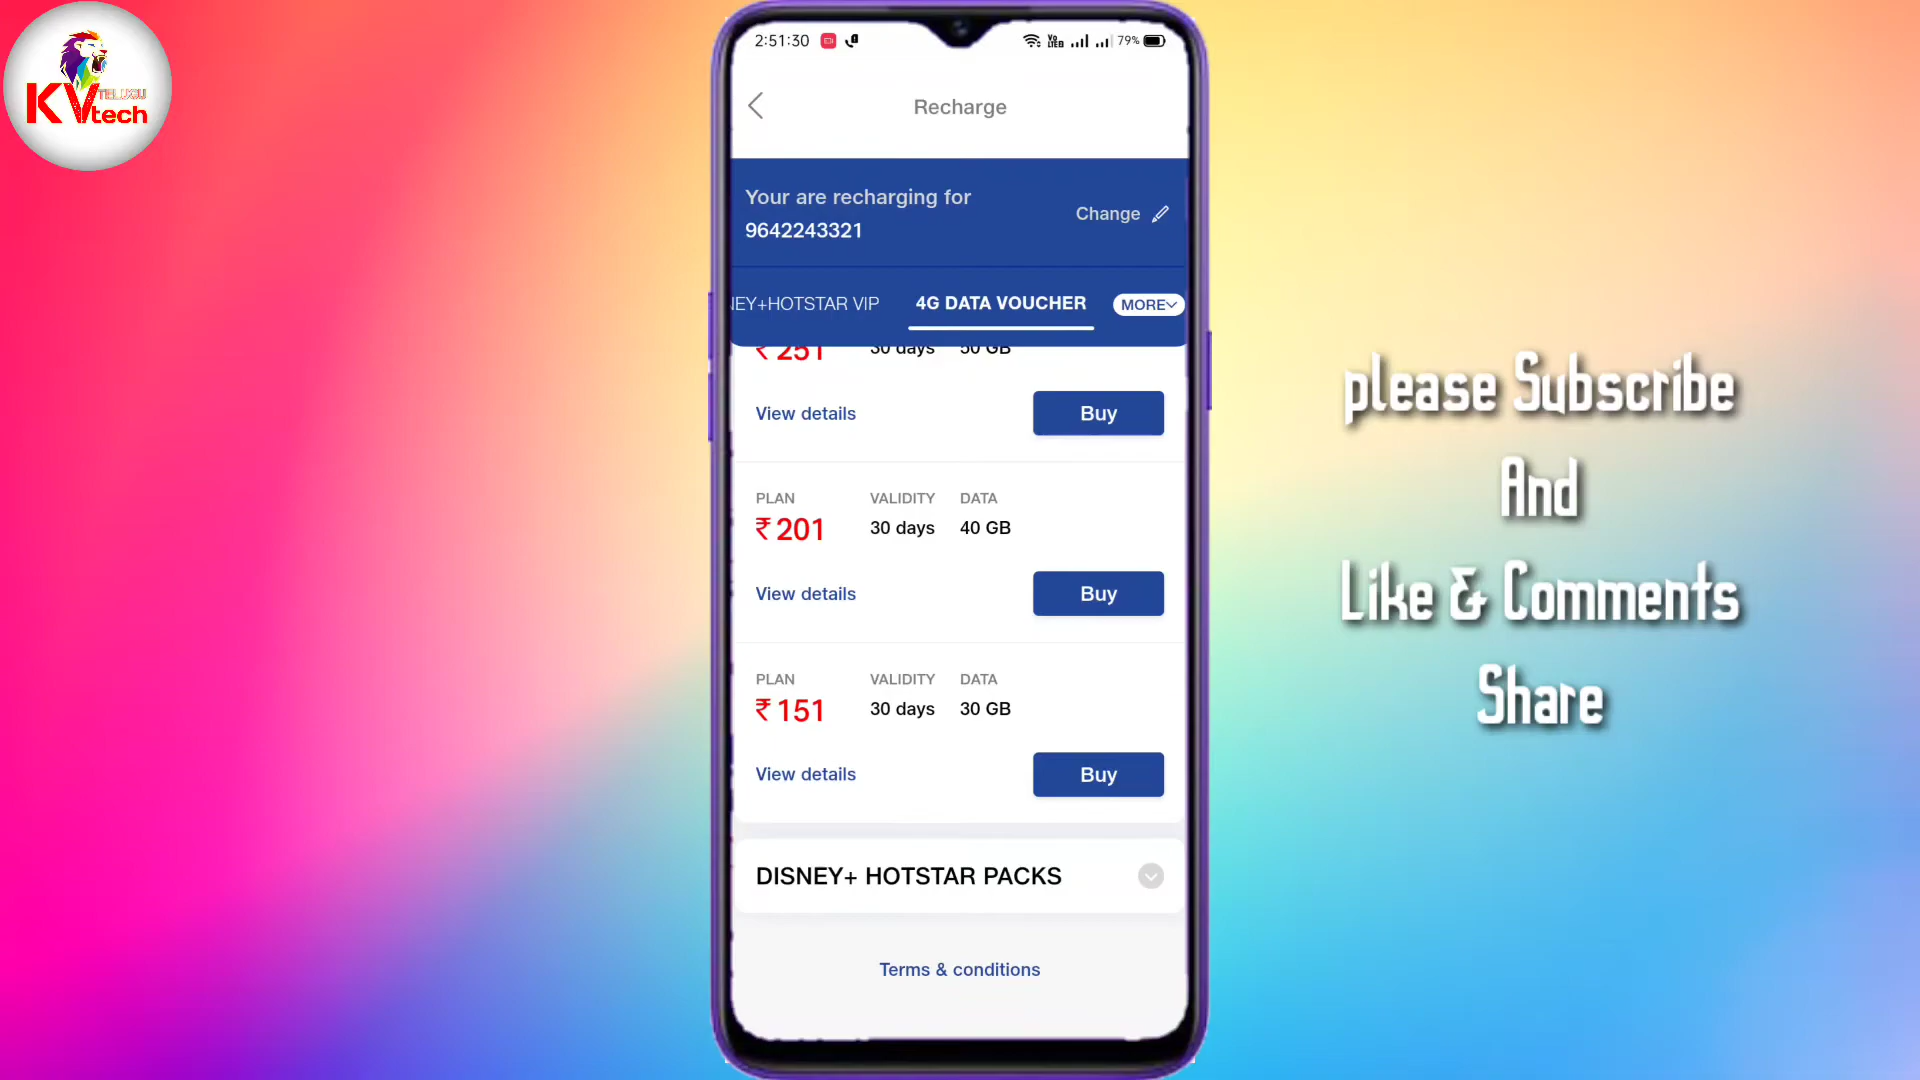 TELUGU
KV tech
2:51:30
79%
Recharge
Your are recharging for
9642243321
Change
NEY+HOTSTAR VIP
4G DATA VOUCHER
MORE
₹ 251
30 days
50 GB
View details
Buy
PLAN
VALIDITY
DATA
₹ 201
30 days
40 GB
View details
Buy
PLAN
VALIDITY
DATA
₹ 151
30 days
30 GB
View details
Buy
DISNEY+ HOTSTAR PACKS
Terms & conditions
please Subscribe
And
Like & Comments
Share